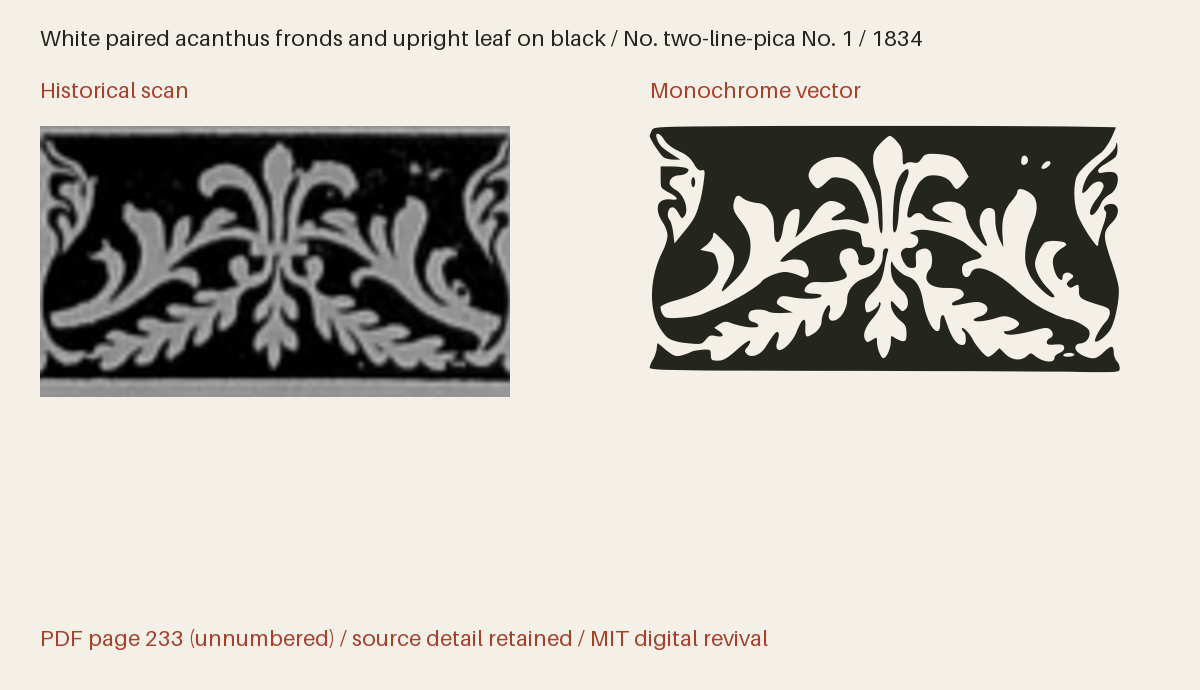 White paired acanthus fronds and upright leaf on black / No. two-line-pica No. 1 / 1834
Historical scan
Monochrome vector
PDF page 233 (unnumbered) / source detail retained / MIT digital revival